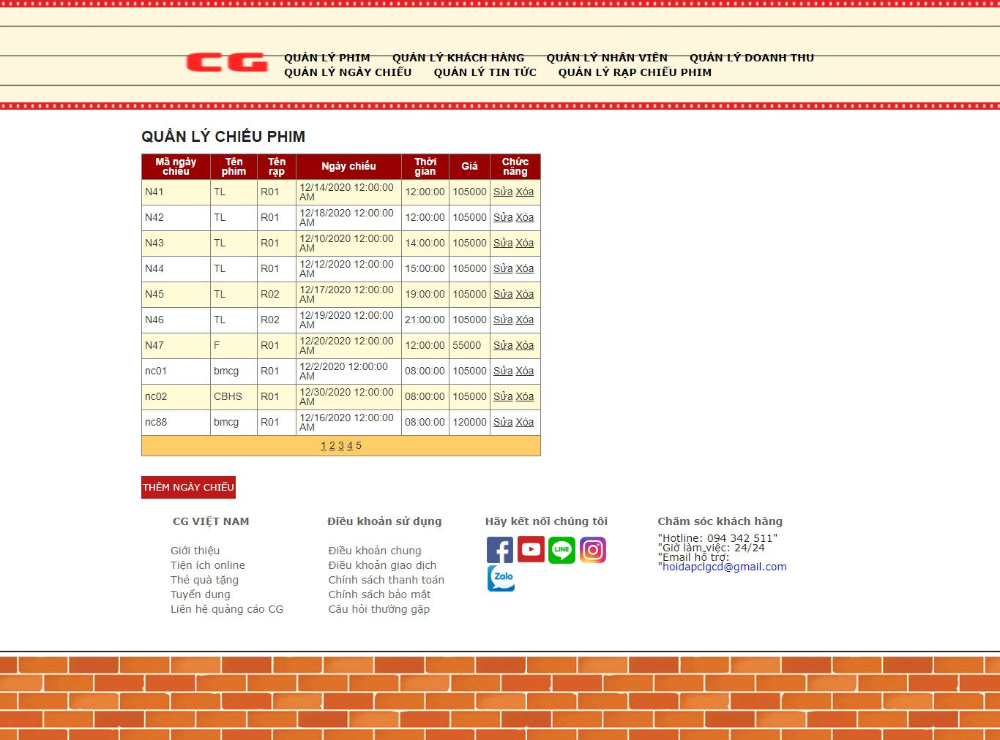 CG
QUẢN LÝ PHIM QUẢN LÝ KHÁCH HÀNG QUẢN LÝ NHÂN VIÊN QUẢN LÝ DOANH THU
QUẢN LÝ NGÀY CHIẾU QUẢN LÝ TIN TỨC QUẢN LÝ RẠP CHIẾU PHIM
QUẢN LÝ CHIẾU PHIM
Mã ngày chiếu Tên phim Tên rạp Ngày chiếu Thời gian Giá Chức năng
N41 TL R01 12/14/2020 12:00:00 AM 12:00:00 105000 Sửa Xóa
N42 TL R01 12/18/2020 12:00:00 AM 12:00:00 105000 Sửa Xóa
N43 TL R01 12/10/2020 12:00:00 AM 14:00:00 105000 Sửa Xóa
N44 TL R01 12/12/2020 12:00:00 AM 15:00:00 105000 Sửa Xóa
N45 TL R02 12/17/2020 12:00:00 AM 19:00:00 105000 Sửa Xóa
N46 TL R02 12/19/2020 12:00:00 AM 21:00:00 105000 Sửa Xóa
N47 F R01 12/20/2020 12:00:00 AM 12:00:00 55000 Sửa Xóa
nc01 bmcg R01 12/2/2020 12:00:00 AM 08:00:00 105000 Sửa Xóa
nc02 CBHS R01 12/30/2020 12:00:00 AM 08:00:00 105000 Sửa Xóa
nc88 bmcg R01 12/16/2020 12:00:00 AM 08:00:00 120000 Sửa Xóa
1 2 3 4 5
THÊM NGÀY CHIẾU
CG VIỆT NAM
Giới thiệu
Tiện ích online
Thẻ quà tặng
Tuyển dụng
Liên hệ quảng cáo CG
Điều khoản sử dụng
Điều khoản chung
Điều khoản giao dịch
Chính sách thanh toán
Chính sách bảo mật
Câu hỏi thường gặp
Hãy kết nối chúng tôi
LINE
Zalo
Chăm sóc khách hàng
"Hotline: 094 342 511"
"Giờ làm việc: 24/24
"Email hỗ trợ:
"hoidapclgcd@gmail.com